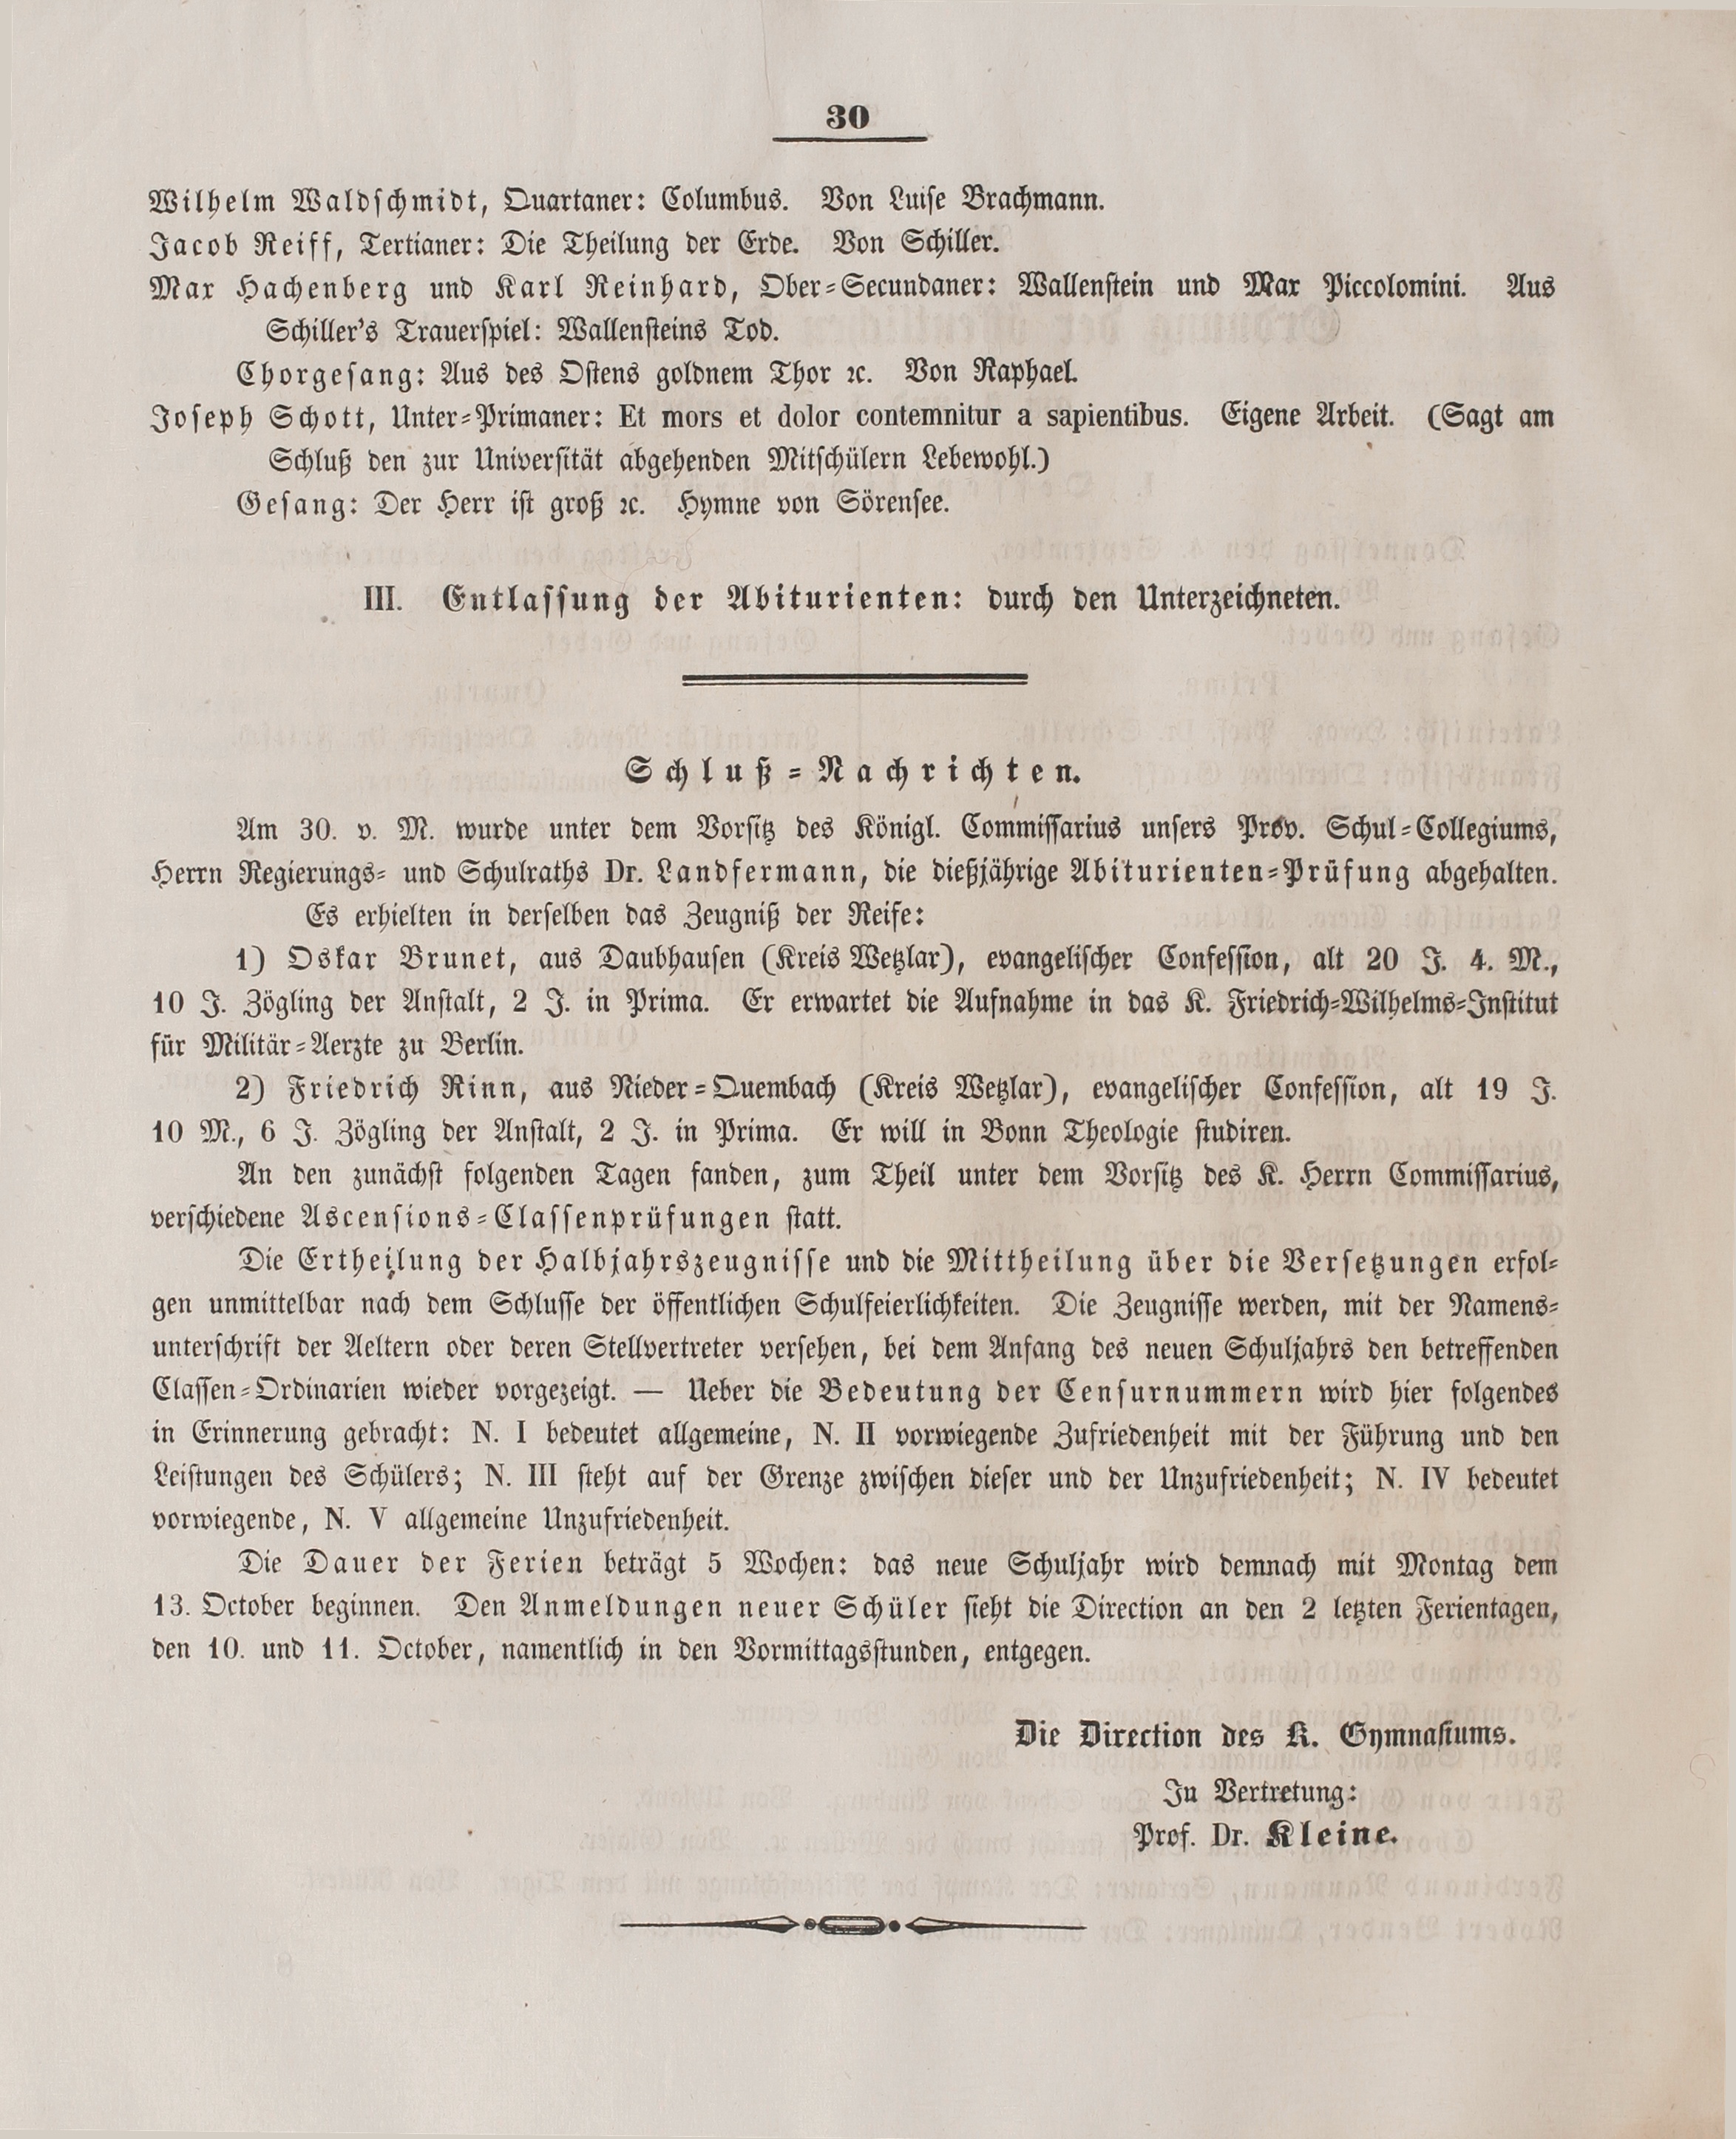 30
Wilhelm Waldschmidt, Quartaner: Columbus. Von Luise Brachmann.
Jacob Reiff, Tertianer: Die Theilung der Erde. Von Schiller.
Max Hachenberg und Karl Reinhard, Ober-Secundaner: Wallenstein und Max Piccolomini. Aus
Schiller's Trauerspiel: Wallensteins Tod.
Chorgesang: Aus des Ostens goldnem Thor ꝛc. Von Raphael.
Joseph Schott, Unter-Primaner: Et mors et dolor contemnitur a sapientibus. Eigene Arbeit. (Sagt am
Schluß den zur Universität abgehenden Mitschülern Lebewohl.)
Gesang: Der Herr ist groß ꝛc. Hymne von Sörensee.
III. Entlassung der Abiturienten: durch den Unterzeichneten.
Schluß-Nachrichten.
Am 30. v. M. wurde unter dem Vorsitz des Königl. Commissarius unsers Prov. Schul-Collegiums,
Herrn Regierungs- und Schulraths Dr. Landfermann, die dießjährige Abiturienten-Prüfung abgehalten.
Es erhielten in derselben das Zeugniß der Reife:
1) Oskar Brunet, aus Daubhausen (Kreis Wetzlar), evangelischer Confession, alt 20 J. 4. M.,
10 J. Zögling der Anstalt, 2 J. in Prima. Er erwartet die Aufnahme in das K. Friedrich-Wilhelms-Institut
für Militär-Aerzte zu Berlin.
2) Friedrich Rinn, aus Nieder-Quembach (Kreis Wetzlar), evangelischer Confession, alt 19 J.
10 M., 6 J. Zögling der Anstalt, 2 J. in Prima. Er will in Bonn Theologie studiren.
An den zunächst folgenden Tagen fanden, zum Theil unter dem Vorsitz des K. Herrn Commissarius,
verschiedene Ascensions-Classenprüfungen statt.
Die Ertheilung der Halbjahrszeugnisse und die Mittheilung über die Versetzungen erfol-
gen unmittelbar nach dem Schlusse der öffentlichen Schulfeierlichkeiten. Die Zeugnisse werden, mit der Namens-
unterschrift der Aeltern oder deren Stellvertreter versehen, bei dem Anfang des neuen Schuljahrs den betreffenden
Classen-Ordinarien wieder vorgezeigt. — Ueber die Bedeutung der Censurnummern wird hier folgendes
in Erinnerung gebracht: N. I bedeutet allgemeine, N. II vorwiegende Zufriedenheit mit der Führung und den
Leistungen des Schülers; N. III steht auf der Grenze zwischen dieser und der Unzufriedenheit; N. IV bedeutet
vorwiegende, N. V allgemeine Unzufriedenheit.
Die Dauer der Ferien beträgt 5 Wochen: das neue Schuljahr wird demnach mit Montag dem
13. October beginnen. Den Anmeldungen neuer Schüler sieht die Direction an den 2 letzten Ferientagen,
den 10. und 11. October, namentlich in den Vormittagsstunden, entgegen.
Die Direction des K. Gymnasiums.
In Vertretung:
Prof. Dr. Kleine.